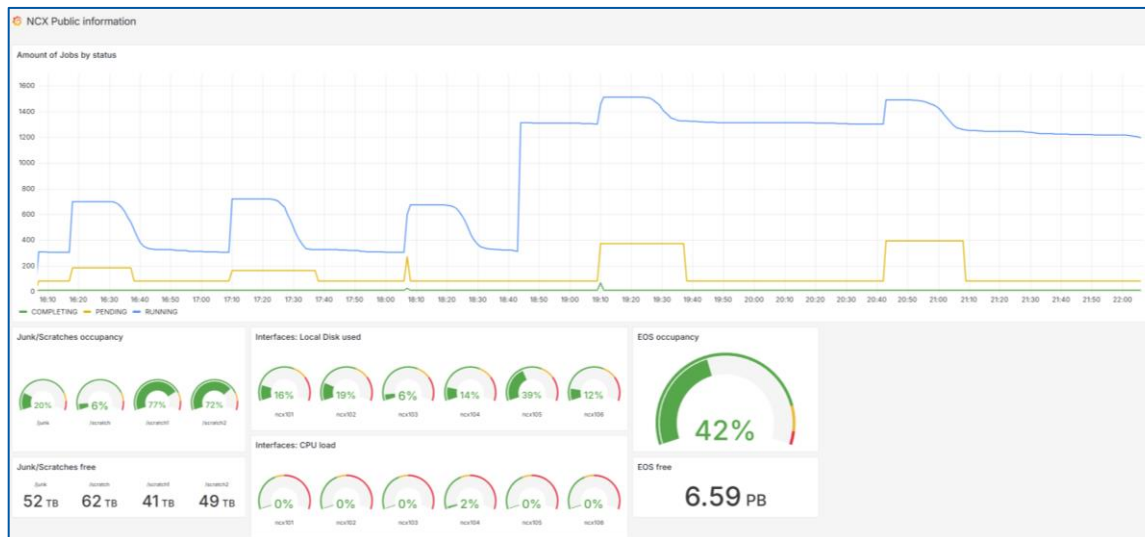 NCX Public information
Amount of Jobs by status
1600
1400
1200
1000
800
600
400
200
0
16:10 16:20 16:30 16:40 16:50 17:00 17:10 17:20 17:30 17:40 17:50 18:00 18:10 18:20 18:30 18:40 18:50 19:00 19:10 19:20 19:30 19:40 19:50 20:00 20:10 20:20 20:30 20:40 20:50 21:00 21:10 21:20 21:30 21:40 21:50 22:00
COMPLETING PENDING RUNNING
Junk/Scratches occupancy
20% 6% 77% 72%
/junk /scratch /scratch1 /scratch2
Junk/Scratches free
/junk /scratch /scratch1 /scratch2
52 TB 62 TB 41 TB 49 TB
Interfaces: Local Disk used
16% 19% 6% 14% 39% 12%
ncx101 ncx102 ncx103 ncx104 ncx105 ncx106
Interfaces: CPU load
0% 0% 0% 2% 0% 0%
ncx101 ncx102 ncx103 ncx104 ncx105 ncx106
EOS occupancy
42%
EOS free
6.59 PB